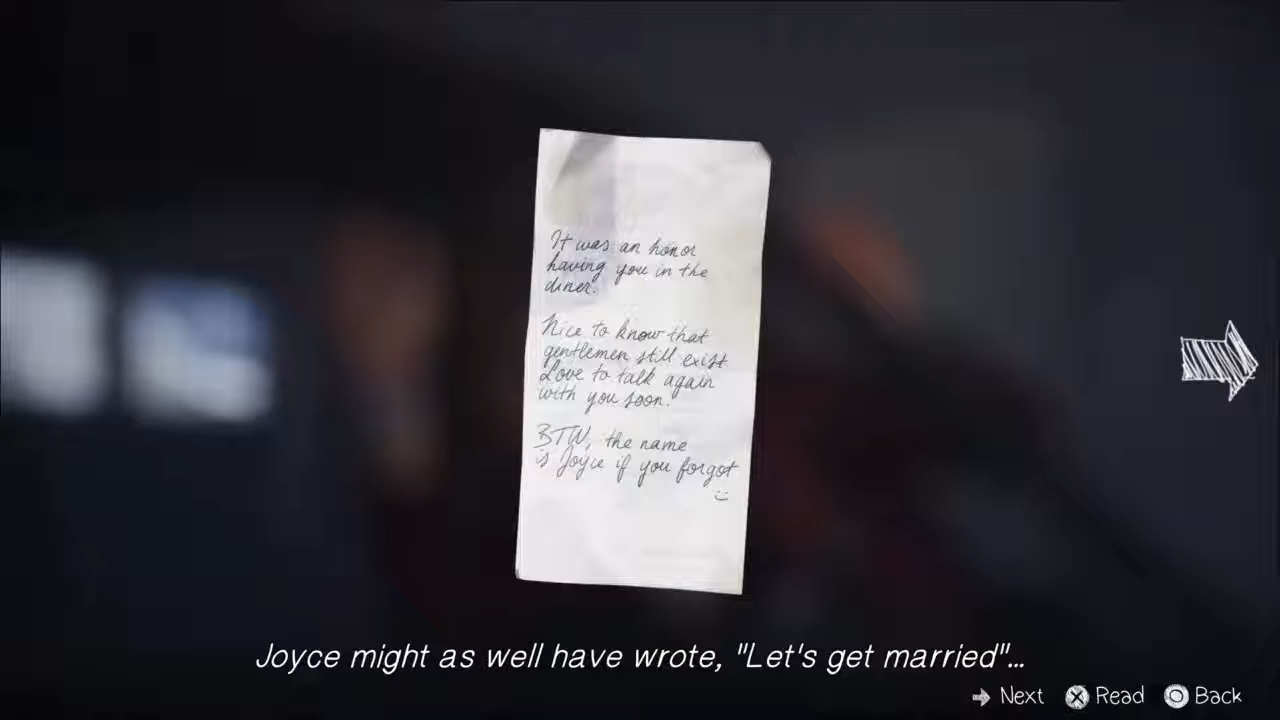 It was an honor
having you in the
diner.
Nice to know that
gentlemen still exist.
Love to talk again
with you soon.
BTW, the name
is Joyce if you forgot
Joyce might as well have wrote, "Let's get married"...
Next Read Back